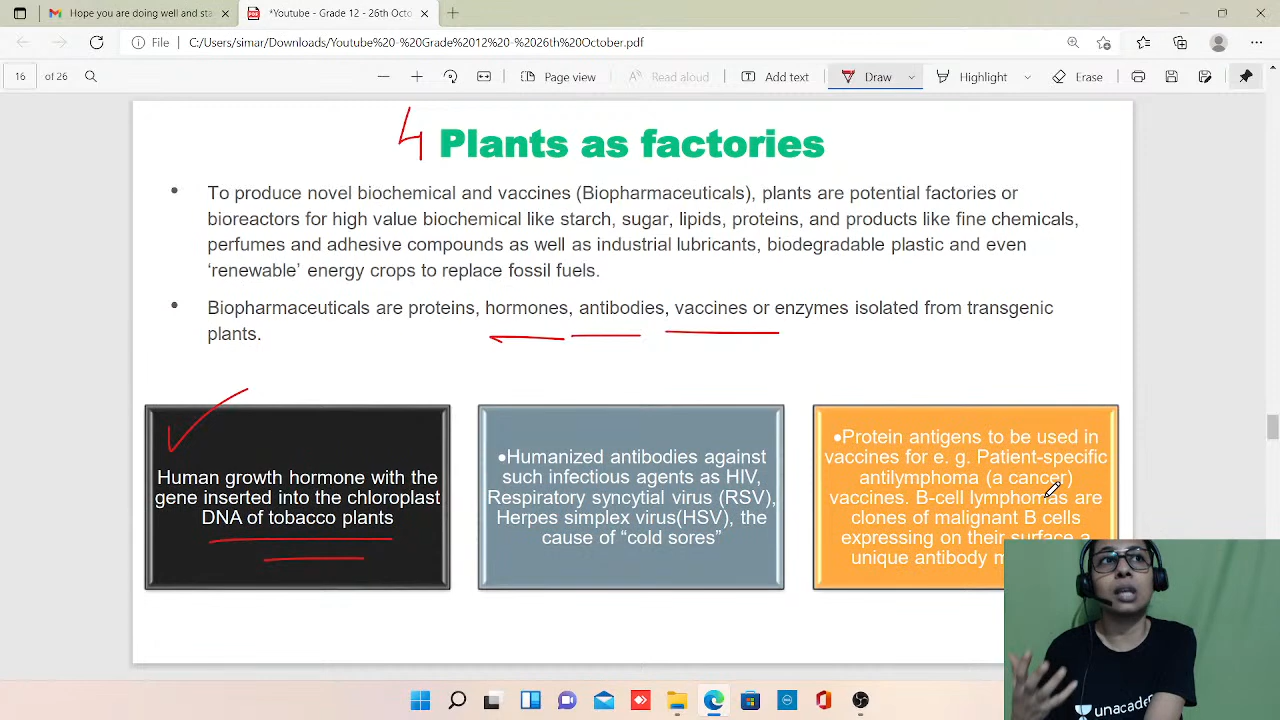 Hope you are doing well and sta
*Youtube - Grade 12 - 26th Octo
File
C:/Users/simar/Downloads/Youtube%20-%20Grade%2012%20-%2026th%20October.pdf
16 of 26
Page view
Read aloud
Add text
Draw
Highlight
Erase
4 Plants as factories
• To produce novel biochemical and vaccines (Biopharmaceuticals), plants are potential factories or
bioreactors for high value biochemical like starch, sugar, lipids, proteins, and products like fine chemicals,
perfumes and adhesive compounds as well as industrial lubricants, biodegradable plastic and even
‘renewable’ energy crops to replace fossil fuels.
• Biopharmaceuticals are proteins, hormones, antibodies, vaccines or enzymes isolated from transgenic
plants.
Human growth hormone with the
gene inserted into the chloroplast
DNA of tobacco plants
•Humanized antibodies against
such infectious agents as HIV,
Respiratory syncytial virus (RSV),
Herpes simplex virus(HSV), the
cause of “cold sores”
•Protein antigens to be used in
vaccines for e. g. Patient-specific
antilymphoma (a cancer)
vaccines. B-cell lymphomas are
clones of malignant B cells
expressing on their surface a
unique antibody m
unacade